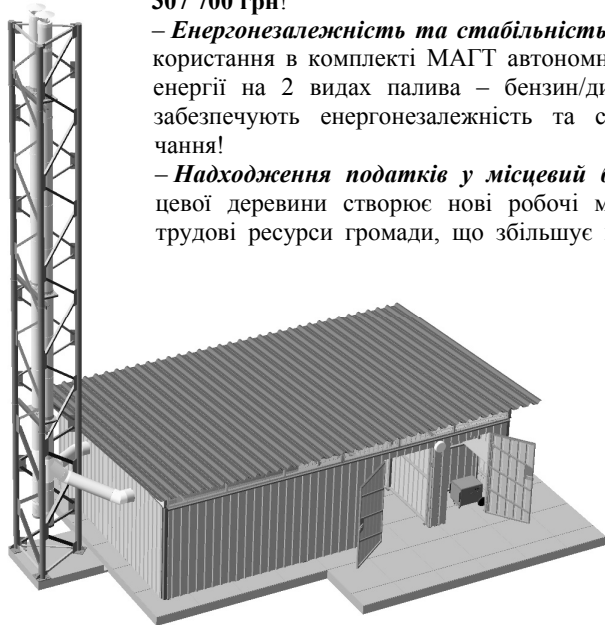 507 700 грн!
– Енергонезалежність та стабільність
користання в комплекті МАГТ автономн
енергії на 2 видах палива – бензин/ди
забезпечують енергонезалежність та с
чання!
– Надходження податків у місцевий б
цевої деревини створює нові робочі м
трудові ресурси громади, що збільшує